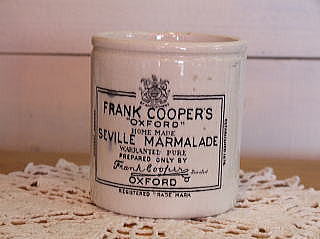 FRANK COOPER'S
"OXFORD"
HOME MADE
SEVILLE MARMALADE
WARRANTED PURE
PREPARED ONLY BY
Frank Cooper
OXFORD
REGISTERED TRADE MARK